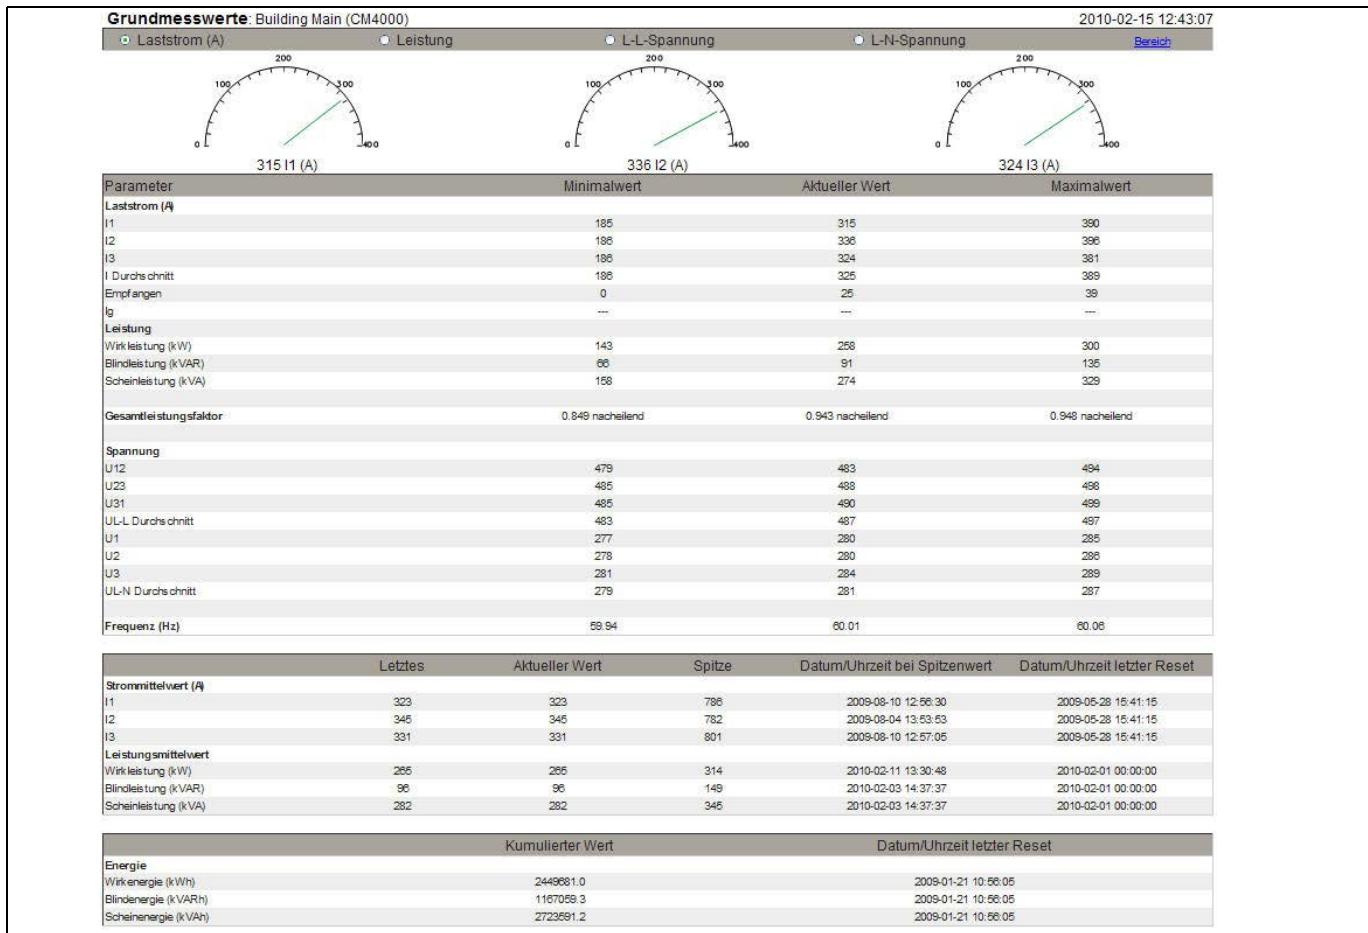 Grundmesswerte: Building Main (CM4000) 2010-02-15 12:43:07
Laststrom (A) Leistung L-L-Spannung L-N-Spannung Bereich
0 100 200 300 400 0 100 200 300 400 0 100 200 300 400
315 I1 (A) 336 I2 (A) 324 I3 (A)
Parameter Minimalwert Aktueller Wert Maximalwert
Laststrom (A)
I1 185 315 390
I2 186 336 396
I3 186 324 381
I Durchschnitt 186 325 389
Empfangen 0 25 39
Ig --- --- ---
Leistung
Wirkleistung (kW) 143 258 300
Blindleistung (kVAR) 66 91 135
Scheinleistung (kVA) 158 274 329
Gesamtleistungsfaktor 0.849 nacheilend 0.943 nacheilend 0.948 nacheilend
Spannung
U12 479 483 494
U23 485 488 498
U31 485 490 499
UL-L Durchschnitt 483 487 497
U1 277 280 285
U2 278 280 286
U3 281 284 289
UL-N Durchschnitt 279 281 287
Frequenz (Hz) 59.94 60.01 60.06
Letztes Aktueller Wert Spitze Datum/Uhrzeit bei Spitzenwert Datum/Uhrzeit letzter Reset
Strommittelwert (A)
I1 323 323 786 2009-08-10 12:56:30 2009-05-28 15:41:15
I2 345 345 782 2009-08-04 13:53:53 2009-05-28 15:41:15
I3 331 331 801 2009-08-10 12:57:05 2009-05-28 15:41:15
Leistungsmittelwert
Wirkleistung (kW) 265 265 314 2010-02-11 13:30:48 2010-02-01 00:00:00
Blindleistung (kVAR) 96 96 149 2010-02-03 14:37:37 2010-02-01 00:00:00
Scheinleistung (kVA) 282 282 345 2010-02-03 14:37:37 2010-02-01 00:00:00
Kumulierter Wert Datum/Uhrzeit letzter Reset
Energie
Wirkenergie (kWh) 2449681.0 2009-01-21 10:56:05
Blindenergie (kVARh) 1167059.3 2009-01-21 10:56:05
Scheinenergie (kVAh) 2723591.2 2009-01-21 10:56:05